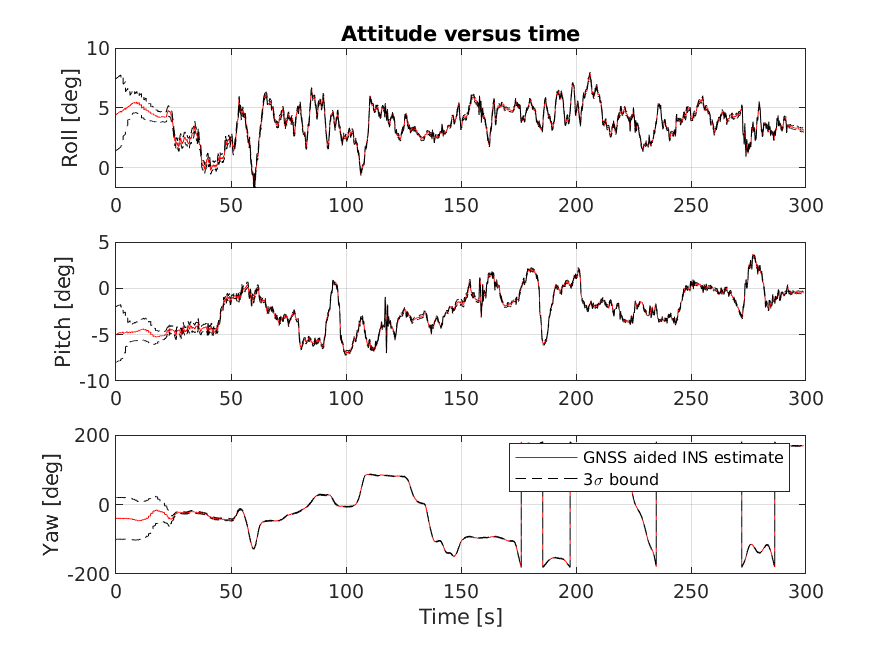 Attitude versus time
10
5
0
Roll [deg]
0 50 100 150 200 250 300
5
0
-5
-10
Pitch [deg]
0 50 100 150 200 250 300
200
0
-200
Yaw [deg]
GNSS aided INS estimate
3σ bound
0 50 100 150 200 250 300
Time [s]